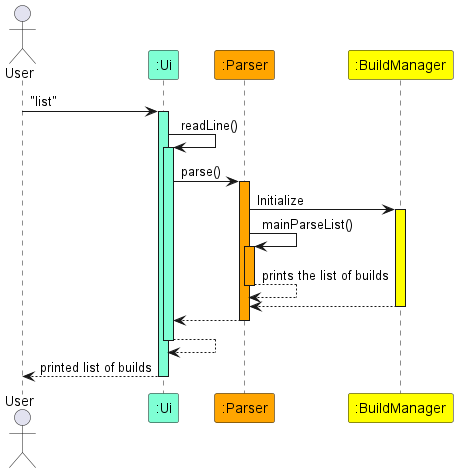 User
:Ui
:Parser
:BuildManager
"list"
readLine()
parse()
Initialize
mainParseList()
prints the list of builds
printed list of builds
User
:Ui
:Parser
:BuildManager